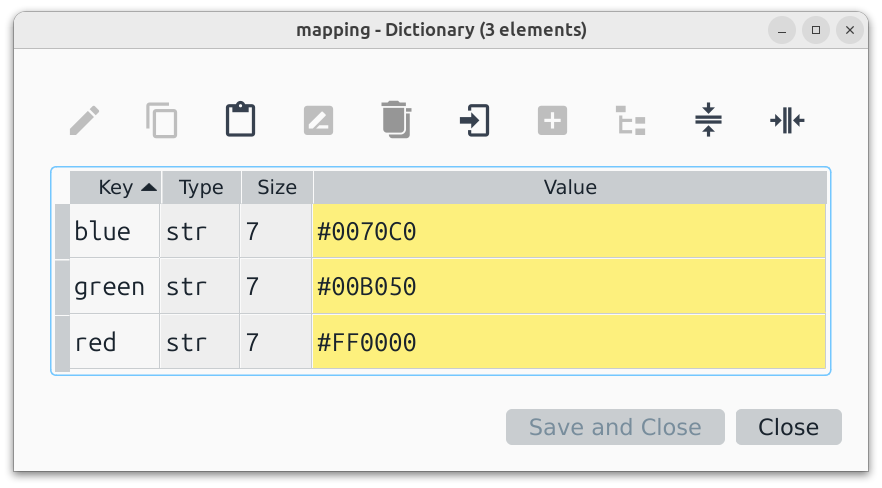 mapping - Dictionary (3 elements)
Key Type Size Value
blue str 7 #0070C0
green str 7 #00B050
red str 7 #FF0000
Save and Close Close